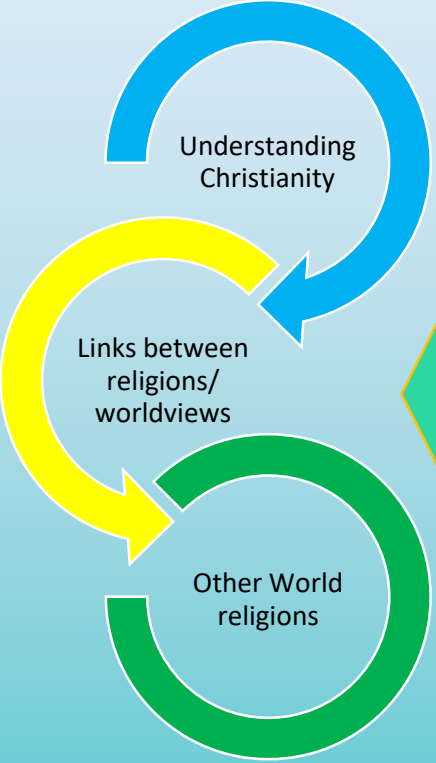 Understanding
Christianity
Links between
religions/
worldviews
Other World
religions